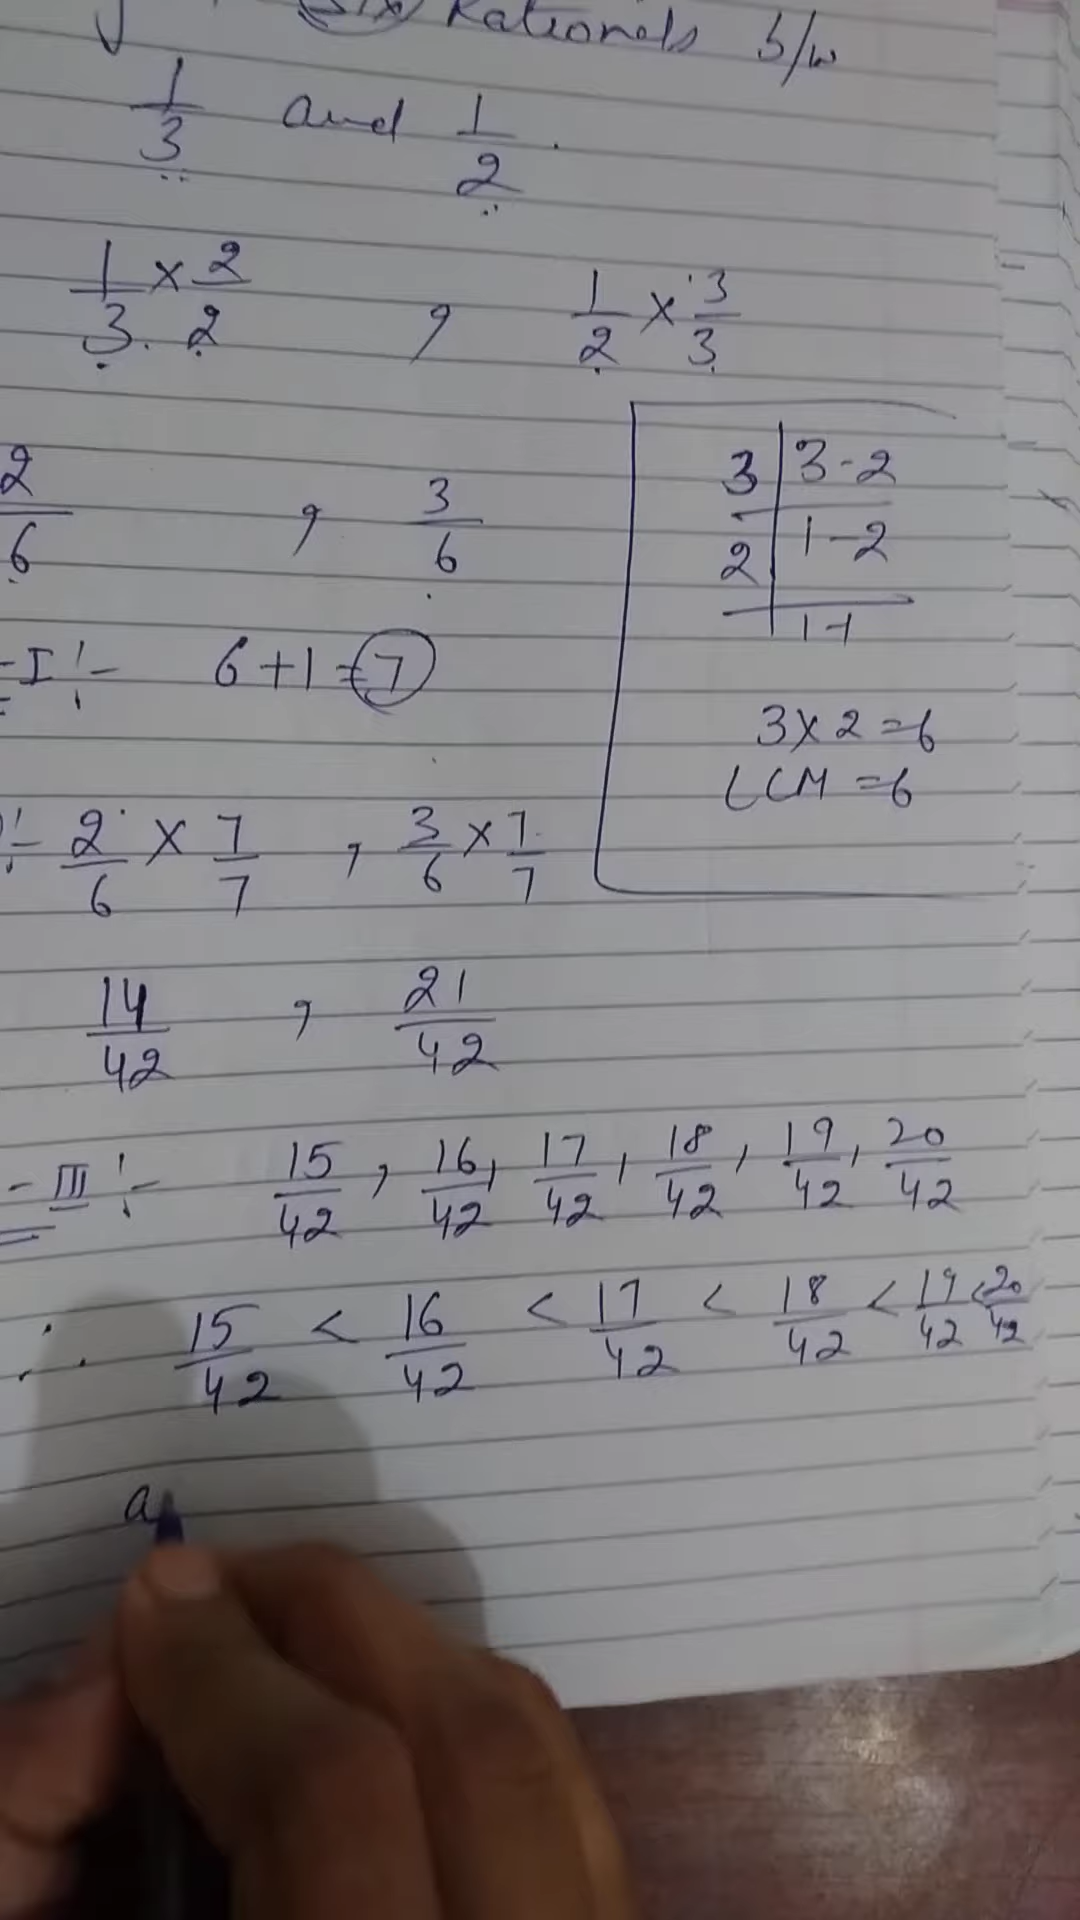 Six Rationals b/w
1/3 and 1/2.
1/3 × 2/2 , 1/2 × 3/3
2/6 , 3/6
3 | 3-2
2 | 1-2
1-1
3×2=6
LCM=6
-I :- 6+1=7
:- 2/6 × 7/7 , 3/6 × 7/7
14/42 , 21/42
-III :- 15/42 , 16/42 , 17/42 , 18/42 , 19/42 , 20/42
∴ 15/42 < 16/42 < 17/42 < 18/42 < 19/42 < 20/42
a